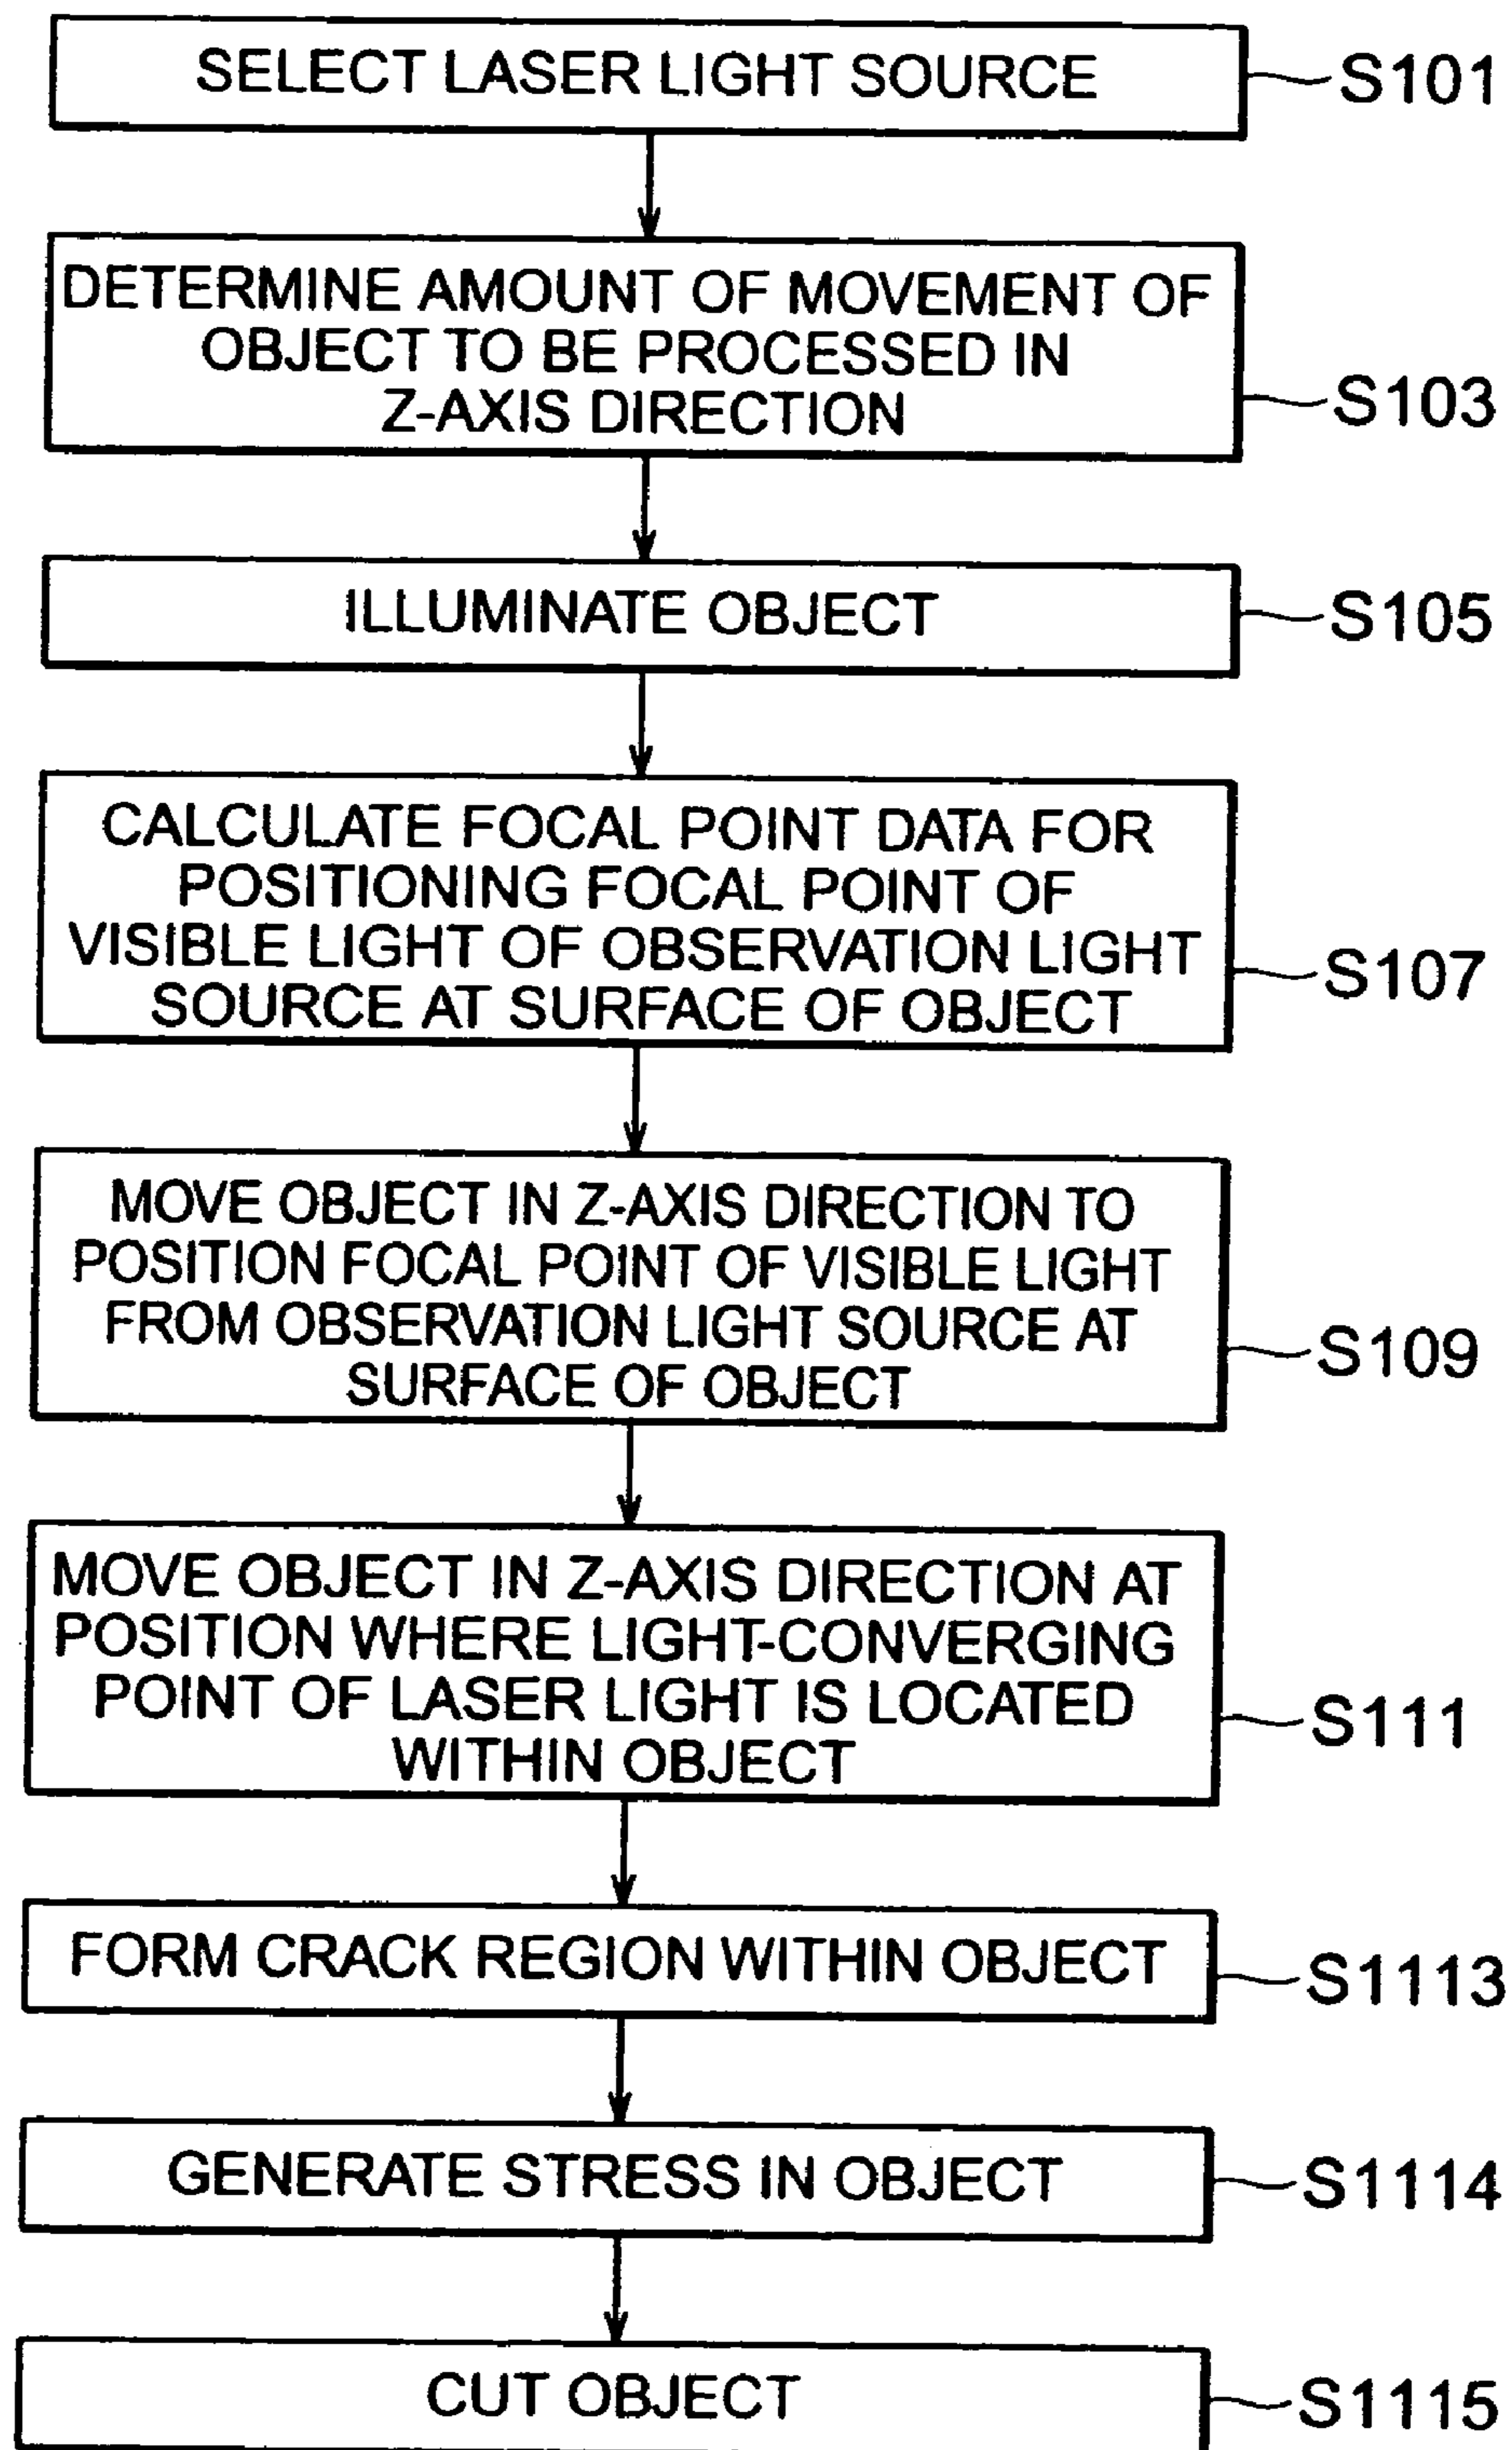 SELECT LASER LIGHT SOURCE
S101
DETERMINE AMOUNT OF MOVEMENT OF
OBJECT TO BE PROCESSED IN
Z-AXIS DIRECTION
S103
ILLUMINATE OBJECT
S105
CALCULATE FOCAL POINT DATA FOR
POSITIONING FOCAL POINT OF
VISIBLE LIGHT OF OBSERVATION LIGHT
SOURCE AT SURFACE OF OBJECT
S107
MOVE OBJECT IN Z-AXIS DIRECTION TO
POSITION FOCAL POINT OF VISIBLE LIGHT
FROM OBSERVATION LIGHT SOURCE AT
SURFACE OF OBJECT
S109
MOVE OBJECT IN Z-AXIS DIRECTION AT
POSITION WHERE LIGHT-CONVERGING
POINT OF LASER LIGHT IS LOCATED
WITHIN OBJECT
S111
FORM CRACK REGION WITHIN OBJECT
S1113
GENERATE STRESS IN OBJECT
S1114
CUT OBJECT
S1115